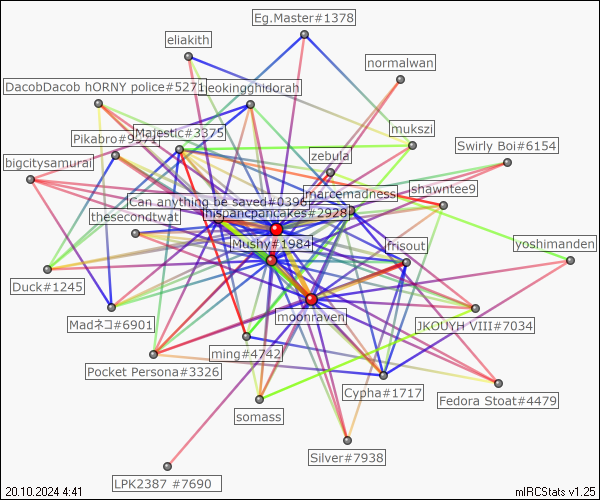 Eg.Master#1378
eliakith
normalwan
DacobDacob hORNY police#5271
neokingghidorah
mukszi
Majestic#3375
Swirly Boi#6154
bigcitysamurai
zebula
shawntee9
marcemadness
Can anything be saved#0396
hispancpancakes#2928
thesecondtwat
Mushy#1984
frisout
yoshimanden
Duck#1245
Madネコ#6901
moonraven
JKOUYH VIII#7034
ming#4742
Pocket Persona#3326
Cypha#1717
Fedora Stoat#4479
somass
Silver#7938
LPK2387 #7690
20.10.2024 4:41
mIRCStats v1.25